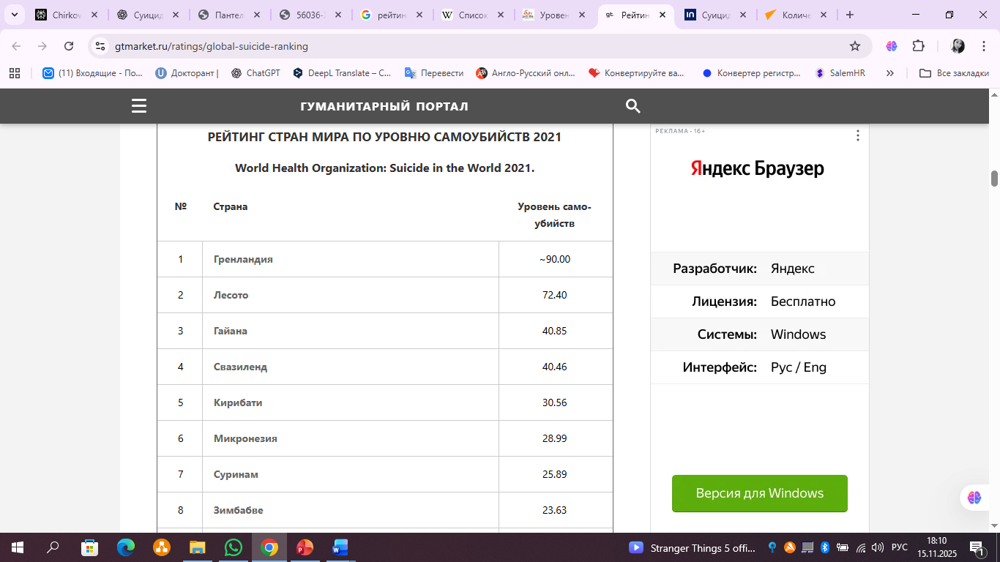 Chirkov
Суицид
Пантел
56036-
рейтин
Список
Уровен
Рейтин
Суицид
Количе
gtmarket.ru/ratings/global-suicide-ranking
(11) Входящие - По...
Докторант |
ChatGPT
DeepL Translate – C...
Перевести
Англо-Русский онл...
Конвертируйте ва...
Конвертер регистр...
SalemHR
Все закладки
ГУМАНИТАРНЫЙ ПОРТАЛ
РЕЙТИНГ СТРАН МИРА ПО УРОВНЮ САМОУБИЙСТВ 2021
World Health Organization: Suicide in the World 2021.
№ Страна Уровень само-
убийств
1 Гренландия ~90.00
2 Лесото 72.40
3 Гайана 40.85
4 Свазиленд 40.46
5 Кирибати 30.56
6 Микронезия 28.99
7 Суринам 25.89
8 Зимбабве 23.63
РЕКЛАМА • 16+
Яндекс Браузер
Разработчик: Яндекс
Лицензия: Бесплатно
Системы: Windows
Интерфейс: Рус / Eng
Версия для Windows
Stranger Things 5 offi...
РУС
18:10
15.11.2025
1